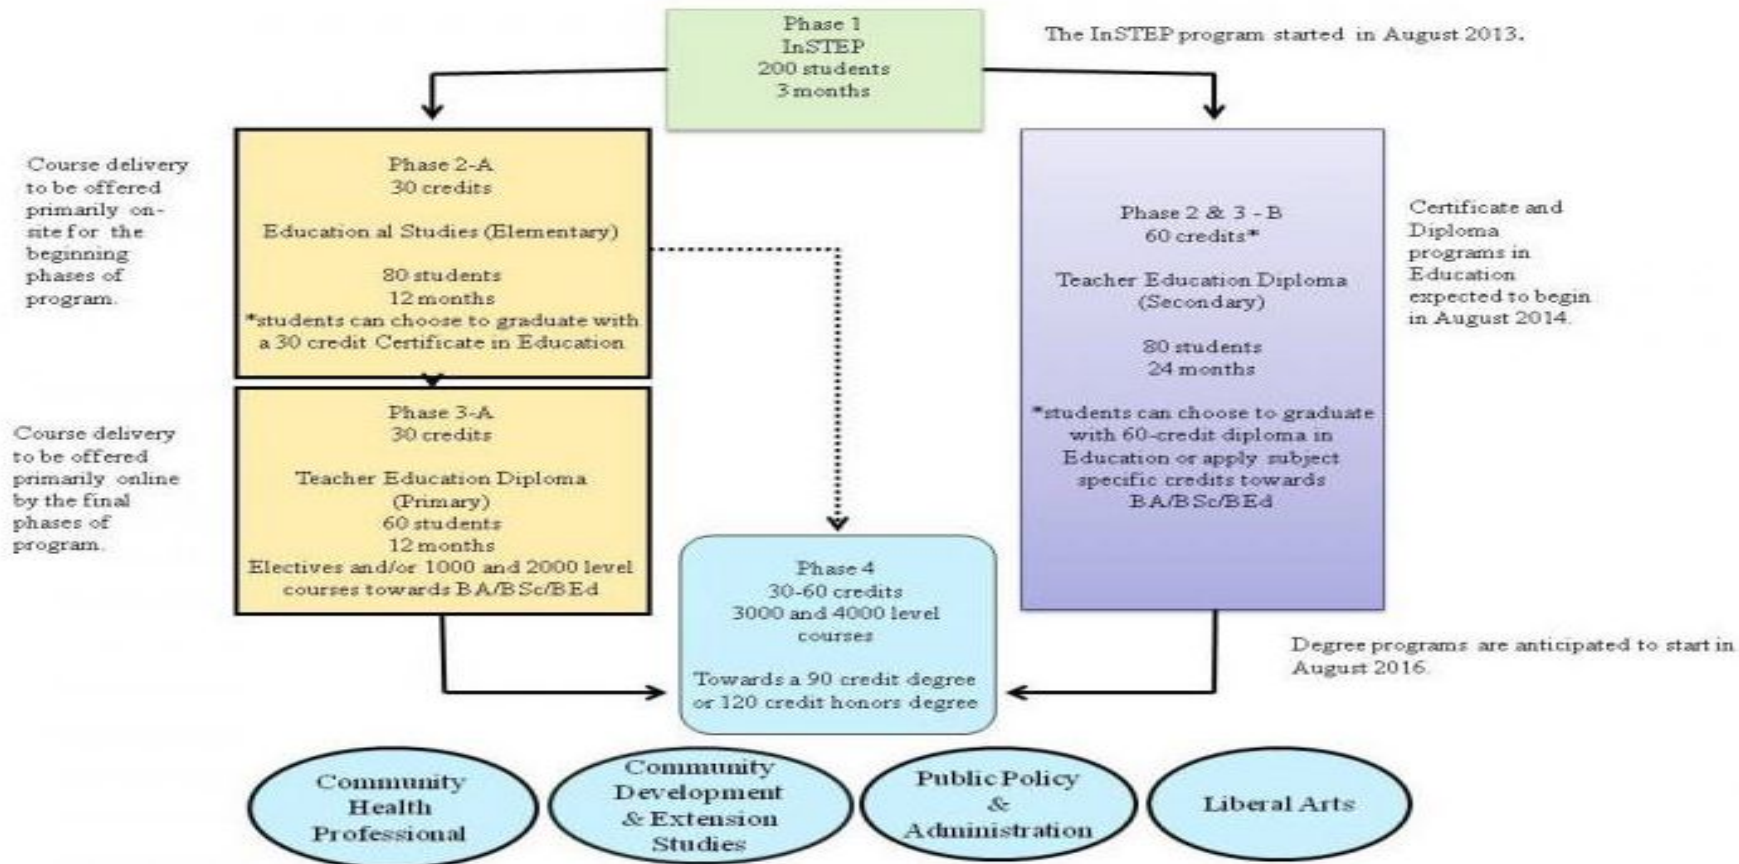 Phase 1
InSTEP
200 students
3 months
The InSTEP program started in August 2013.
Course delivery
to be offered
primarily on-
site for the
beginning
phases of
program.
Phase 2-A
30 credits
Education al Studies (Elementary)
80 students
12 months
*students can choose to graduate with
a 30 credit Certificate in Education
Phase 2 & 3 - B
60 credits*
Teacher Education Diploma
(Secondary)
80 students
24 months
*students can choose to graduate
with 60-credit diploma in
Education or apply subject
specific credits towards
BA/BSc/BEd
Certificate and
Diploma
programs in
Education
expected to begin
in August 2014.
Course delivery
to be offered
primarily online
by the final
phases of
program.
Phase 3-A
30 credits
Teacher Education Diploma
(Primary)
60 students
12 months
Electives and/or 1000 and 2000 level
courses towards BA/BSc/BEd
Phase 4
30-60 credits
3000 and 4000 level
courses
Towards a 90 credit degree
or 120 credit honors degree
Degree programs are anticipated to start in
August 2016.
Community
Health
Professional
Community
Development
& Extension
Studies
Public Policy
&
Administration
Liberal Arts